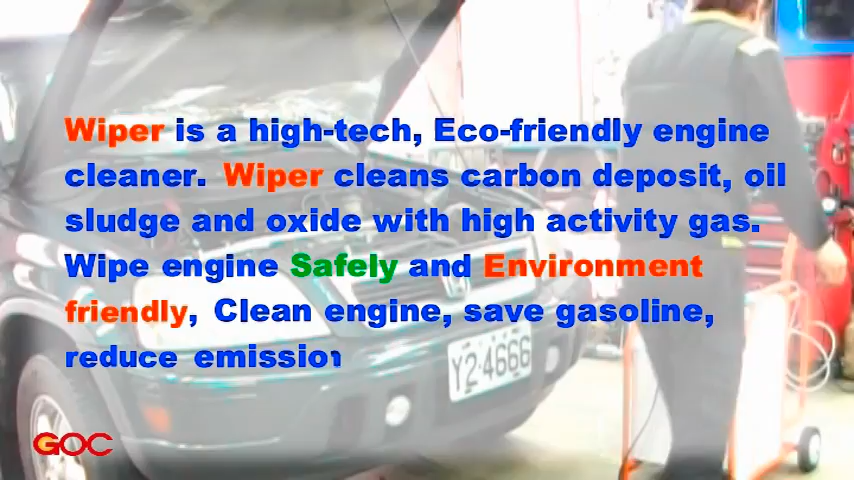 Wiper is a high-tech, Eco-friendly engine
cleaner. Wiper cleans carbon deposit, oil
sludge and oxide with high activity gas.
Wipe engine Safely and Environment
friendly, Clean engine, save gasoline,
reduce emission
Y2-4666
GOC